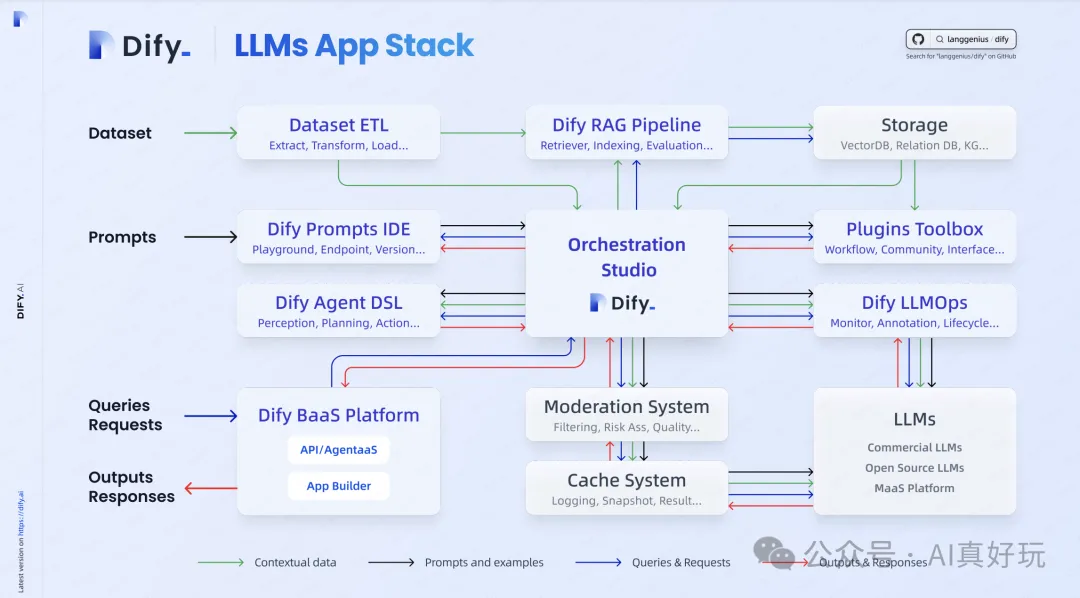 Dify_
LLMs App Stack
langgenius / dify
Search for "langgenius/dify" on GitHub
Dataset
Dataset ETL
Extract, Transform, Load...
Dify RAG Pipeline
Retriever, Indexing, Evaluation...
Storage
VectorDB, Relation DB, KG...
Prompts
Dify Prompts IDE
Playground, Endpoint, Version...
Orchestration
Studio
Dify_
Plugins Toolbox
Workflow, Community, Interface...
Dify Agent DSL
Perception, Planning, Action...
Dify LLMOps
Monitor, Annotation, Lifecycle...
DIFY.AI
Queries
Requests
Dify BaaS Platform
API/AgentaaS
App Builder
Outputs
Responses
Moderation System
Filtering, Risk Ass, Quality...
Cache System
Logging, Snapshot, Result...
LLMs
Commercial LLMs
Open Source LLMs
MaaS Platform
Latest version on https://dify.ai
Contextual data
Prompts and examples
Queries & Requests
Outputs & Responses
公众号 · AI真好玩